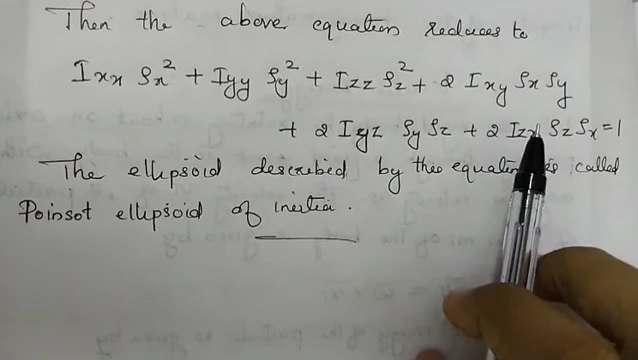 Then the above equation reduces to
Ixx ρx² + Iyy ρy² + Izz ρz² + 2 Ixy ρx ρy
+ 2 Iyz ρy ρz + 2 Izx ρz ρx = 1
The ellipsoid described by this equation is called
Poinsot ellipsoid of inertia.